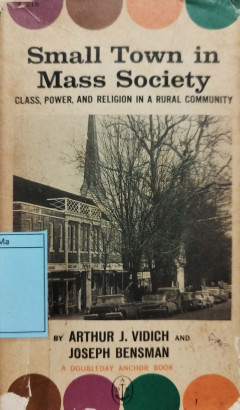 Small Town in
Mass Society
CLASS, POWER, AND RELIGION IN A RURAL COMMUNITY
Ma
BY ARTHUR J. VIDICH AND
JOSEPH BENSMAN
A DOUBLEDAY ANCHOR BOOK